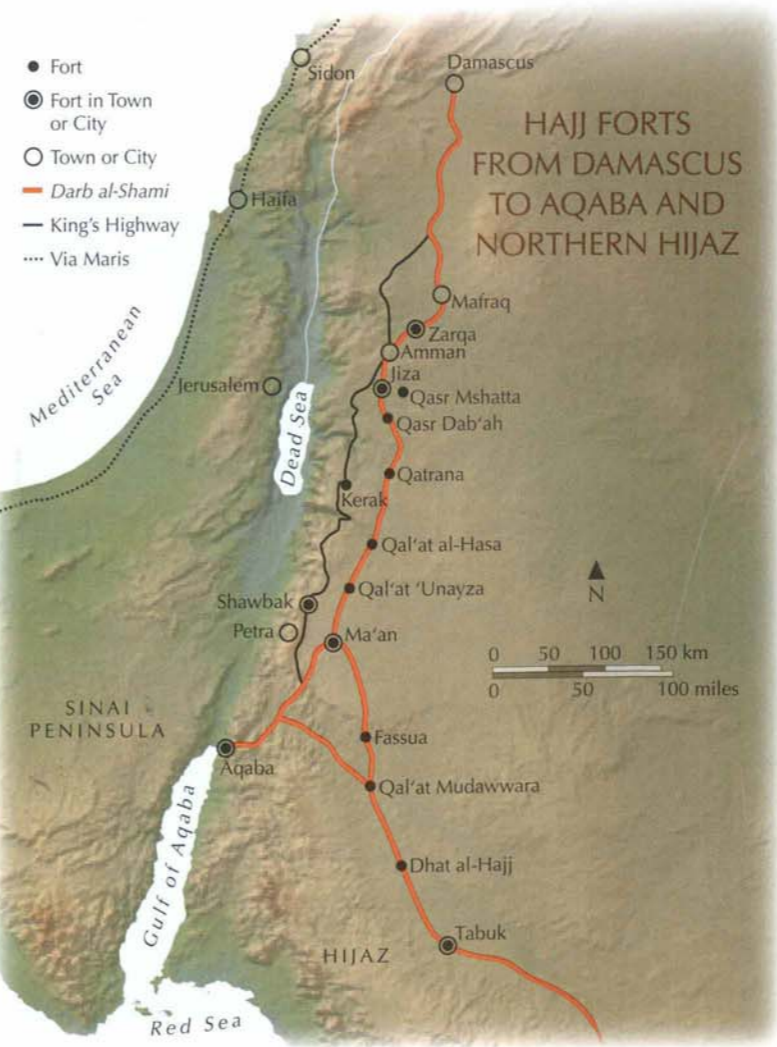 Fort
Fort in Town
or City
Town or City
Darb al-Shami
King's Highway
Via Maris
HAJJ FORTS
FROM DAMASCUS
TO AQABA AND
NORTHERN HIJAZ
Sidon
Damascus
Haifa
Mafraq
Zarqa
Amman
Jiza
Jerusalem
Qasr Mshatta
Qasr Dab'ah
Mediterranean
Sea
Dead Sea
Qatrana
Kerak
Qal'at al-Hasa
Qal'at 'Unayza
N
Shawbak
Petra
Ma'an
0 50 100 150 km
0 50 100 miles
SINAI
PENINSULA
Fassua
Aqaba
Qal'at Mudawwara
Gulf of Aqaba
Dhat al-Hajj
Tabuk
HIJAZ
Red Sea